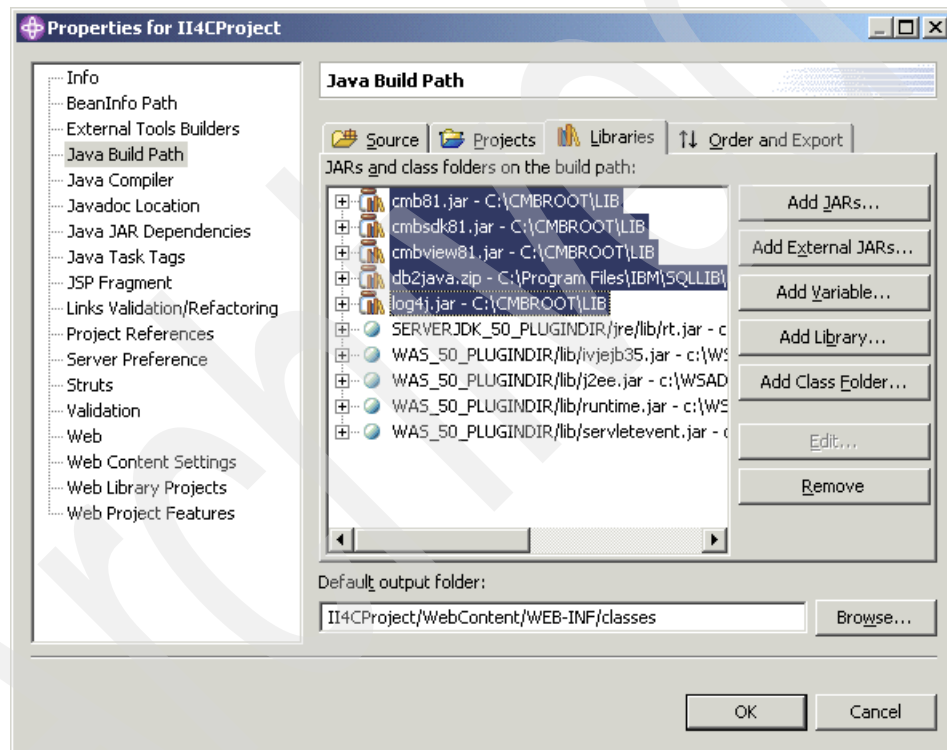 Properties for II4CProject
Info
BeanInfo Path
External Tools Builders
Java Build Path
Java Compiler
Javadoc Location
Java JAR Dependencies
Java Task Tags
JSP Fragment
Links Validation/Refactoring
Project References
Server Preference
Struts
Validation
Web
Web Content Settings
Web Library Projects
Web Project Features
Java Build Path
Source Projects Libraries Order and Export
JARs and class folders on the build path:
cmb81.jar - C:\CMBROOT\LIB
cmbsdk81.jar - C:\CMBROOT\LIB
cmbview81.jar - C:\CMBROOT\LIB
db2java.zip - C:\Program Files\IBM\SQLLIB\
log4j.jar - C:\CMBROOT\LIB
SERVERJDK_50_PLUGINDIR/jre/lib/rt.jar - c
WAS_50_PLUGINDIR/lib/ivjejb35.jar - c:\WS
WAS_50_PLUGINDIR/lib/j2ee.jar - c:\WSAD
WAS_50_PLUGINDIR/lib/runtime.jar - c:\WS
WAS_50_PLUGINDIR/lib/servletevent.jar - c
Add JARs...
Add External JARs...
Add Variable...
Add Library...
Add Class Folder...
Edit...
Remove
Default output folder:
II4CProject/WebContent/WEB-INF/classes
Browse...
OK
Cancel